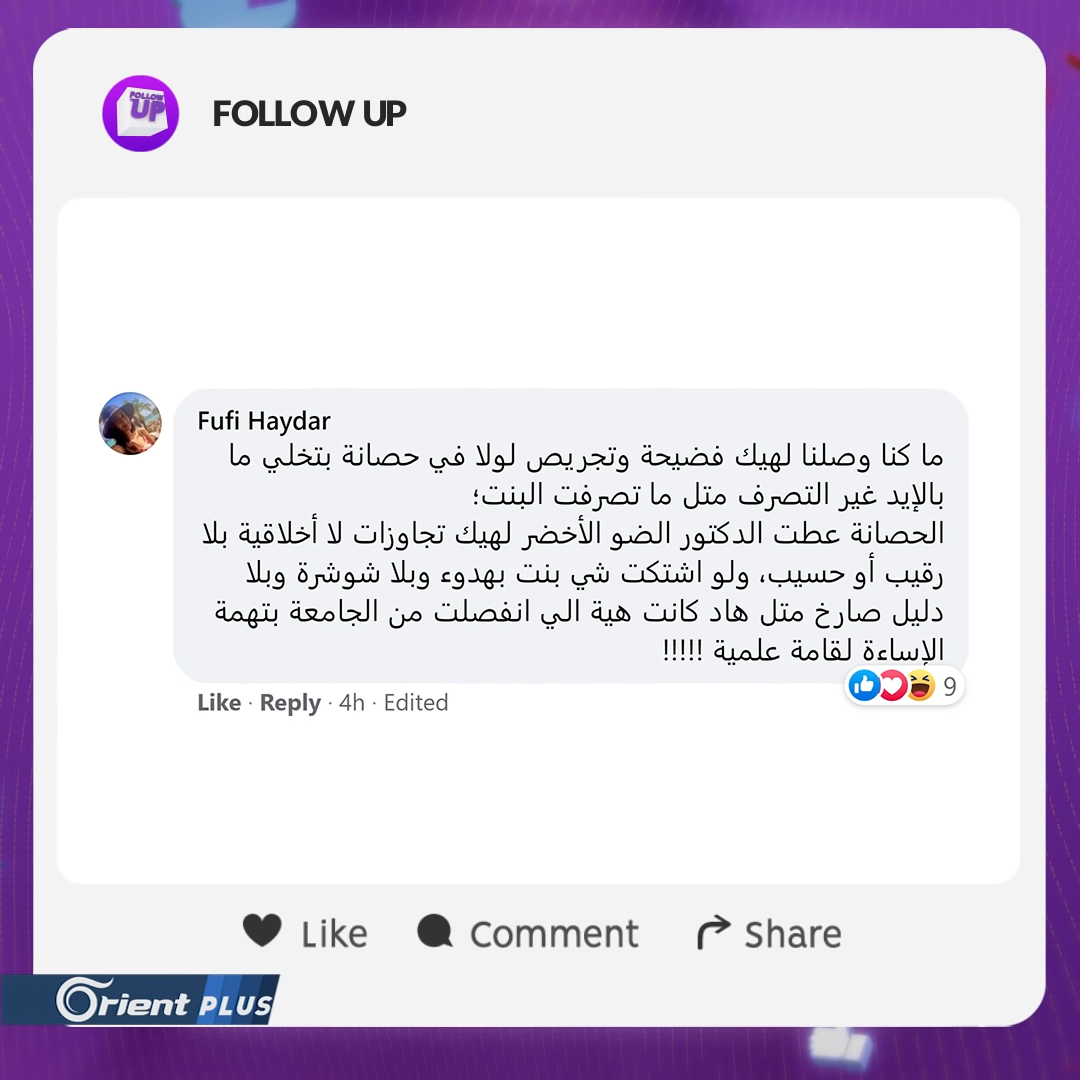 FOLLOW UP
FOLLOW UP
Fufi Haydar
ما كنا وصلنا لهيك فضيحة وتجريص لولا في حصانة بتخلي ما
بالإيد غير التصرف متل ما تصرفت البنت؛
الحصانة عطت الدكتور الضو الأخضر لهيك تجاوزات لا أخلاقية بلا
رقيب أو حسيب، ولو اشتكت شي بنت بهدوء وبلا شوشرة وبلا
دليل صارخ متل هاد كانت هية الي انفصلت من الجامعة بتهمة
الإساءة لقامة علمية !!!!!
Like · Reply · 4h · Edited
9
Like Comment Share
Orient PLUS